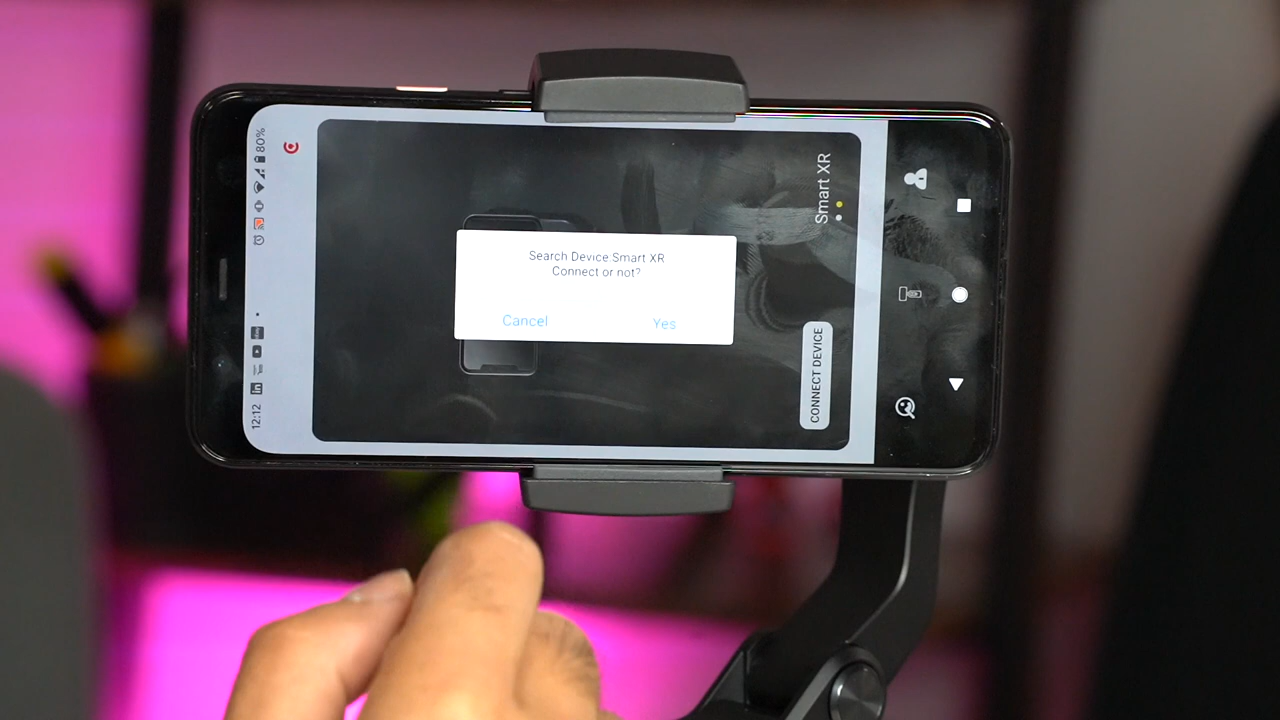 12:12
80%
Smart XR
Search Device:Smart XR
Connect or not?
Cancel
Yes
CONNECT DEVICE